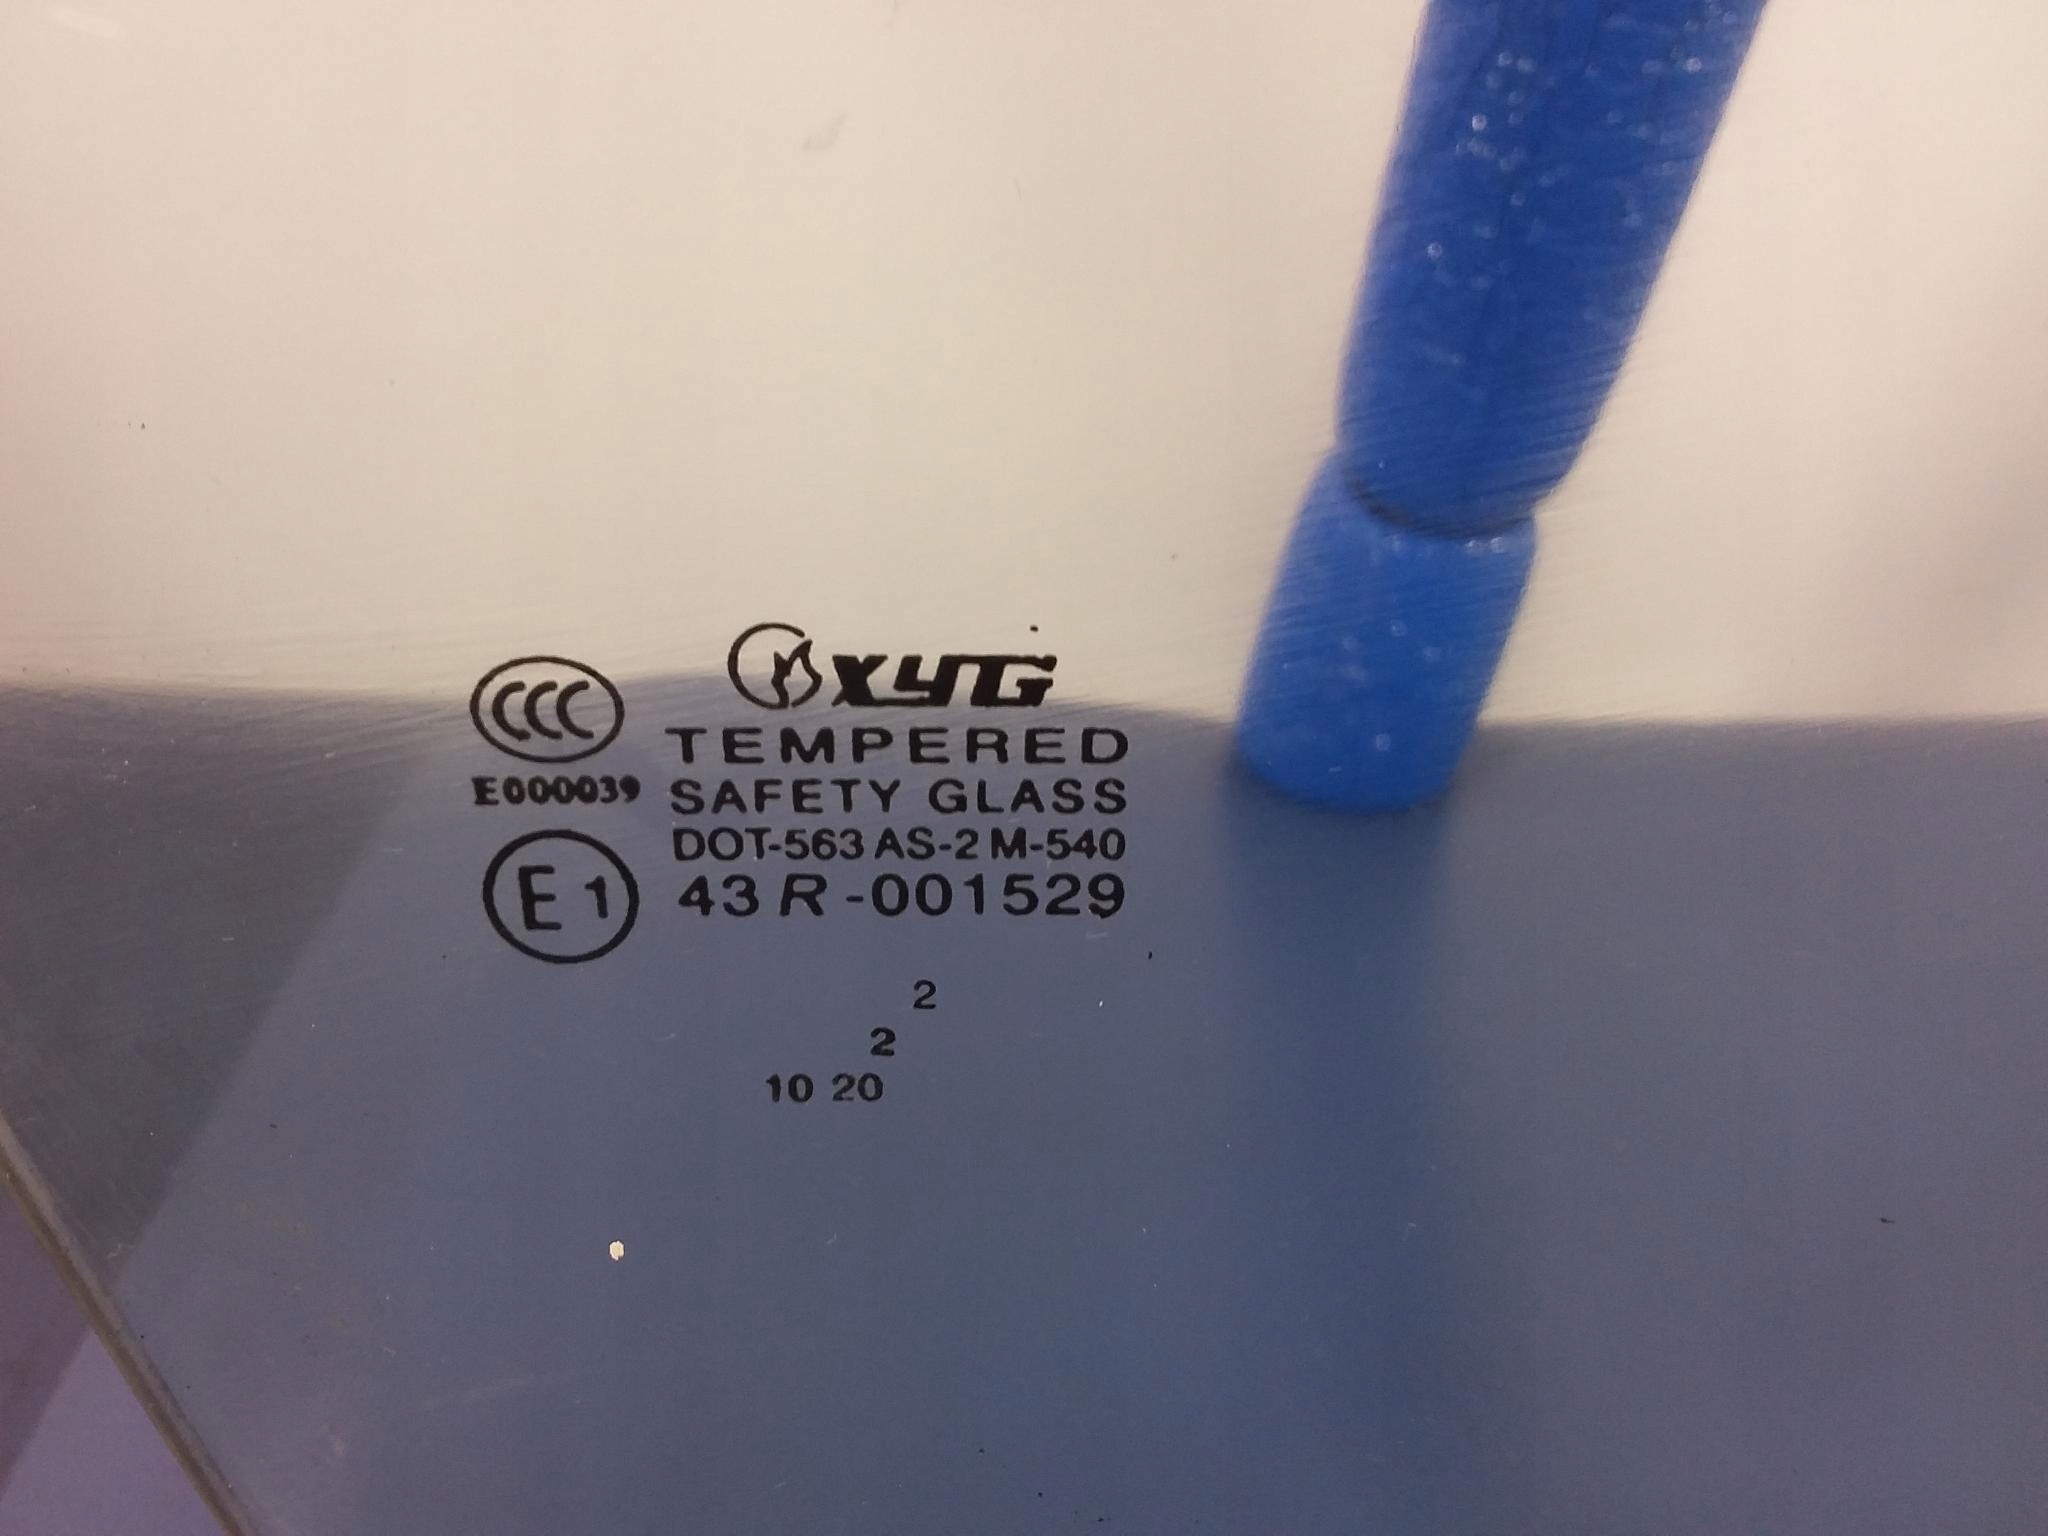 XYG
CCC
TEMPERED
E000039 SAFETY GLASS
DOT-563 AS-2 M-540
E1 43 R -001529
2
2
10 20